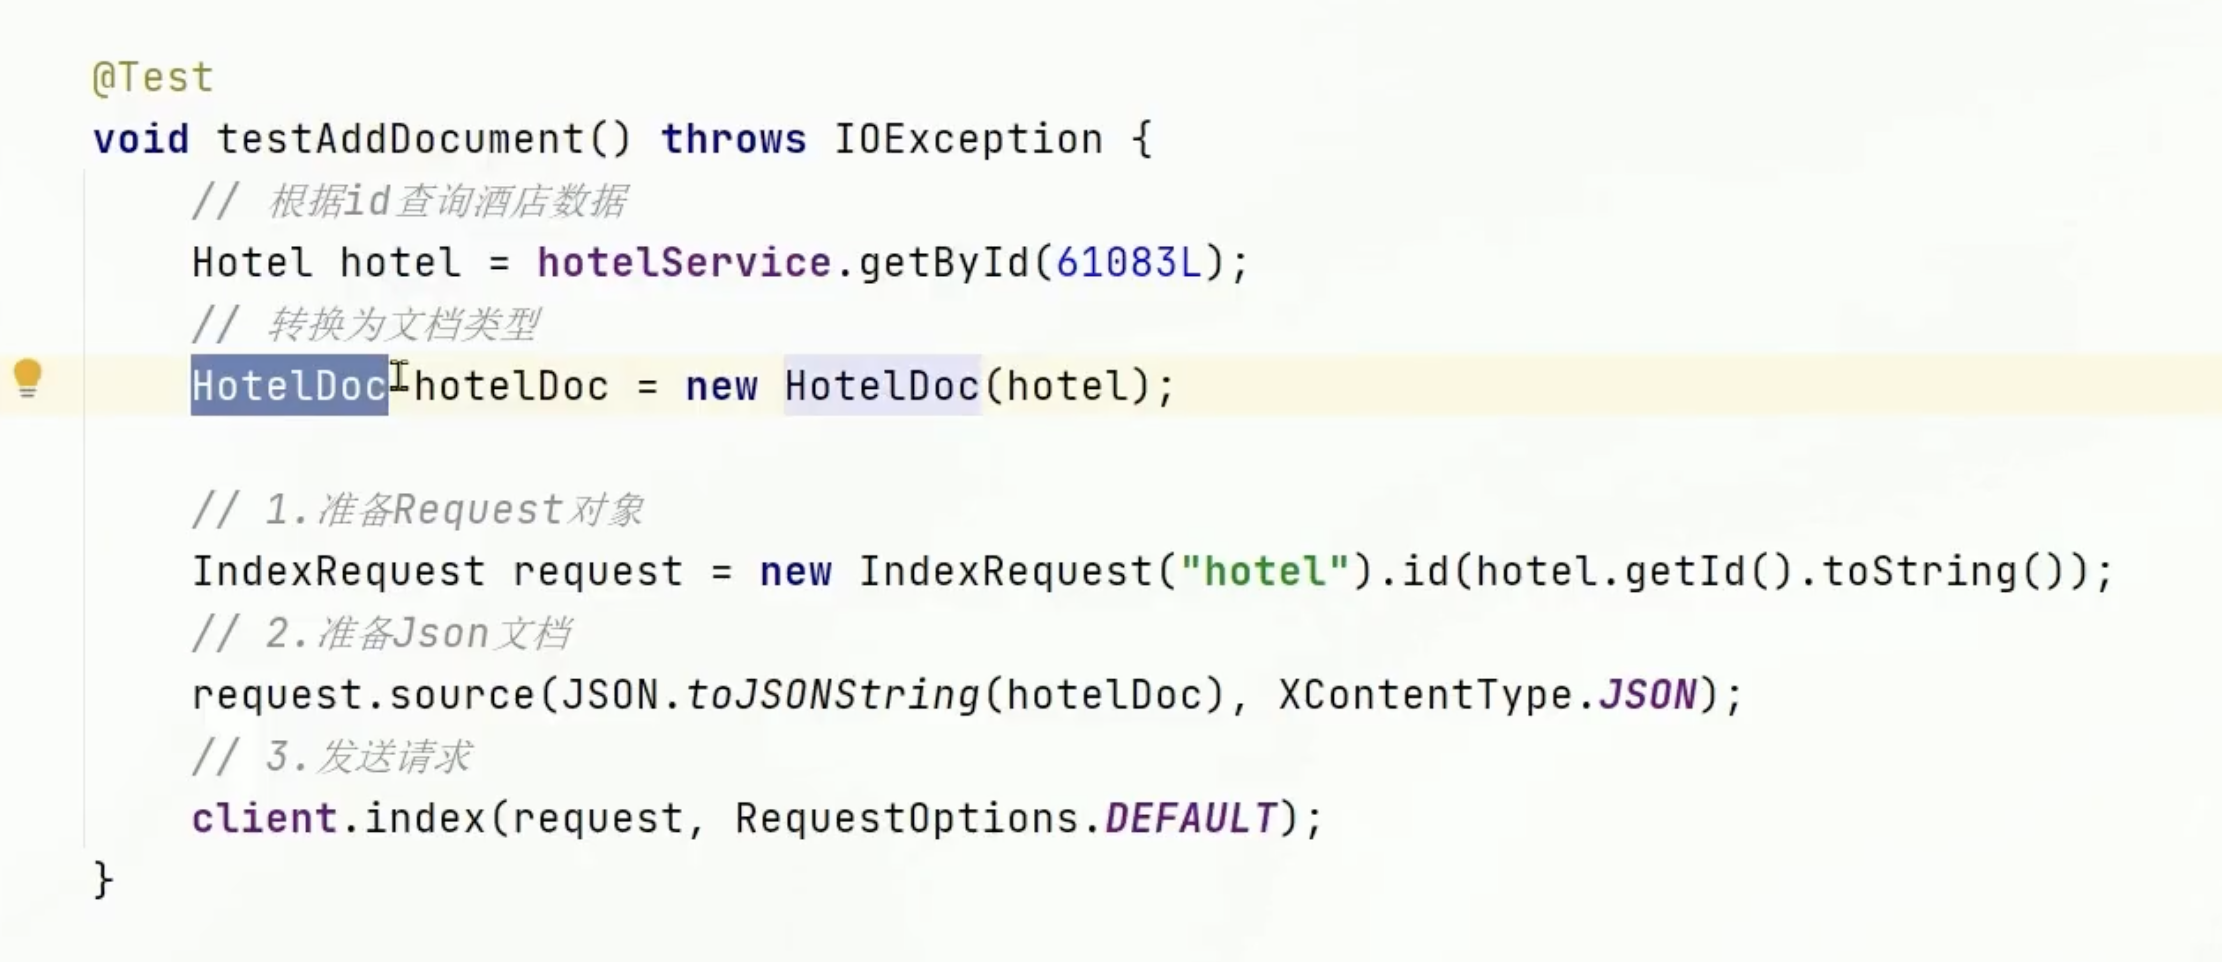 @Test
void testAddDocument() throws IOException {
// 根据id查询酒店数据
Hotel hotel = hotelService.getById(61083L);
// 转换为文档类型
HotelDoc hotelDoc = new HotelDoc(hotel);
// 1.准备Request对象
IndexRequest request = new IndexRequest("hotel").id(hotel.getId().toString());
// 2.准备Json文档
request.source(JSON.toJSONString(hotelDoc), XContentType.JSON);
// 3.发送请求
client.index(request, RequestOptions.DEFAULT);
}